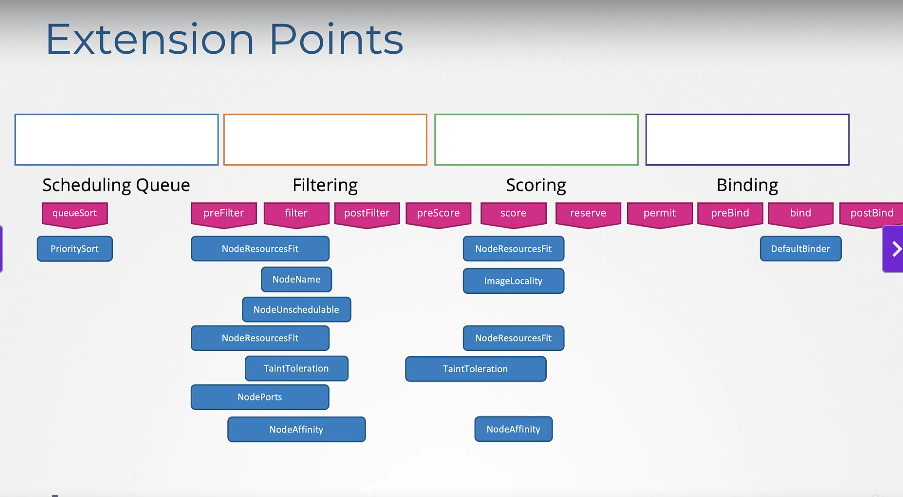 Extension Points
Scheduling Queue Filtering Scoring Binding
queueSort preFilter filter postFilter preScore score reserve permit preBind bind postBind
PrioritySort NodeResourcesFit NodeResourcesFit DefaultBinder
NodeName ImageLocality
NodeUnschedulable
NodeResourcesFit NodeResourcesFit
TaintToleration TaintToleration
NodePorts
NodeAffinity NodeAffinity